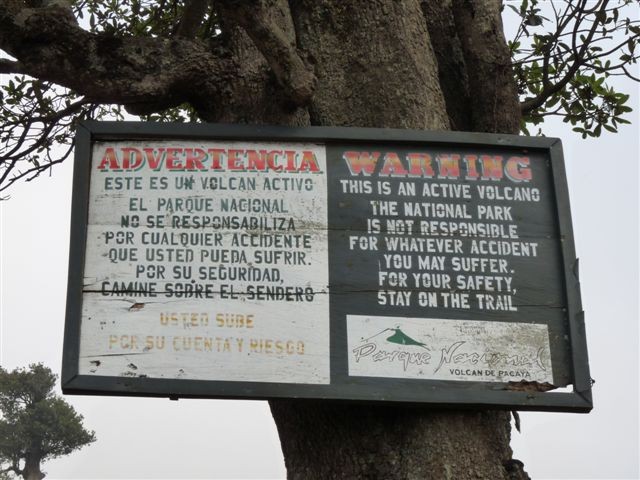 ADVERTENCIA
ESTE ES UN VOLCAN ACTIVO
EL PARQUE NACIONAL
NO SE RESPONSABILIZA
POR CUALQUIER ACCIDENTE
QUE USTED PUEDA SUFRIR.
POR SU SEGURIDAD,
CAMINE SOBRE EL SENDERO
USTED SUBE
POR SU CUENTA Y RIESGO
WARNING
THIS IS AN ACTIVE VOLCANO
THE NATIONAL PARK
IS NOT RESPONSIBLE
FOR WHATEVER ACCIDENT
YOU MAY SUFFER.
FOR YOUR SAFETY,
STAY ON THE TRAIL
Parque Nacional
VOLCAN DE PACAYA